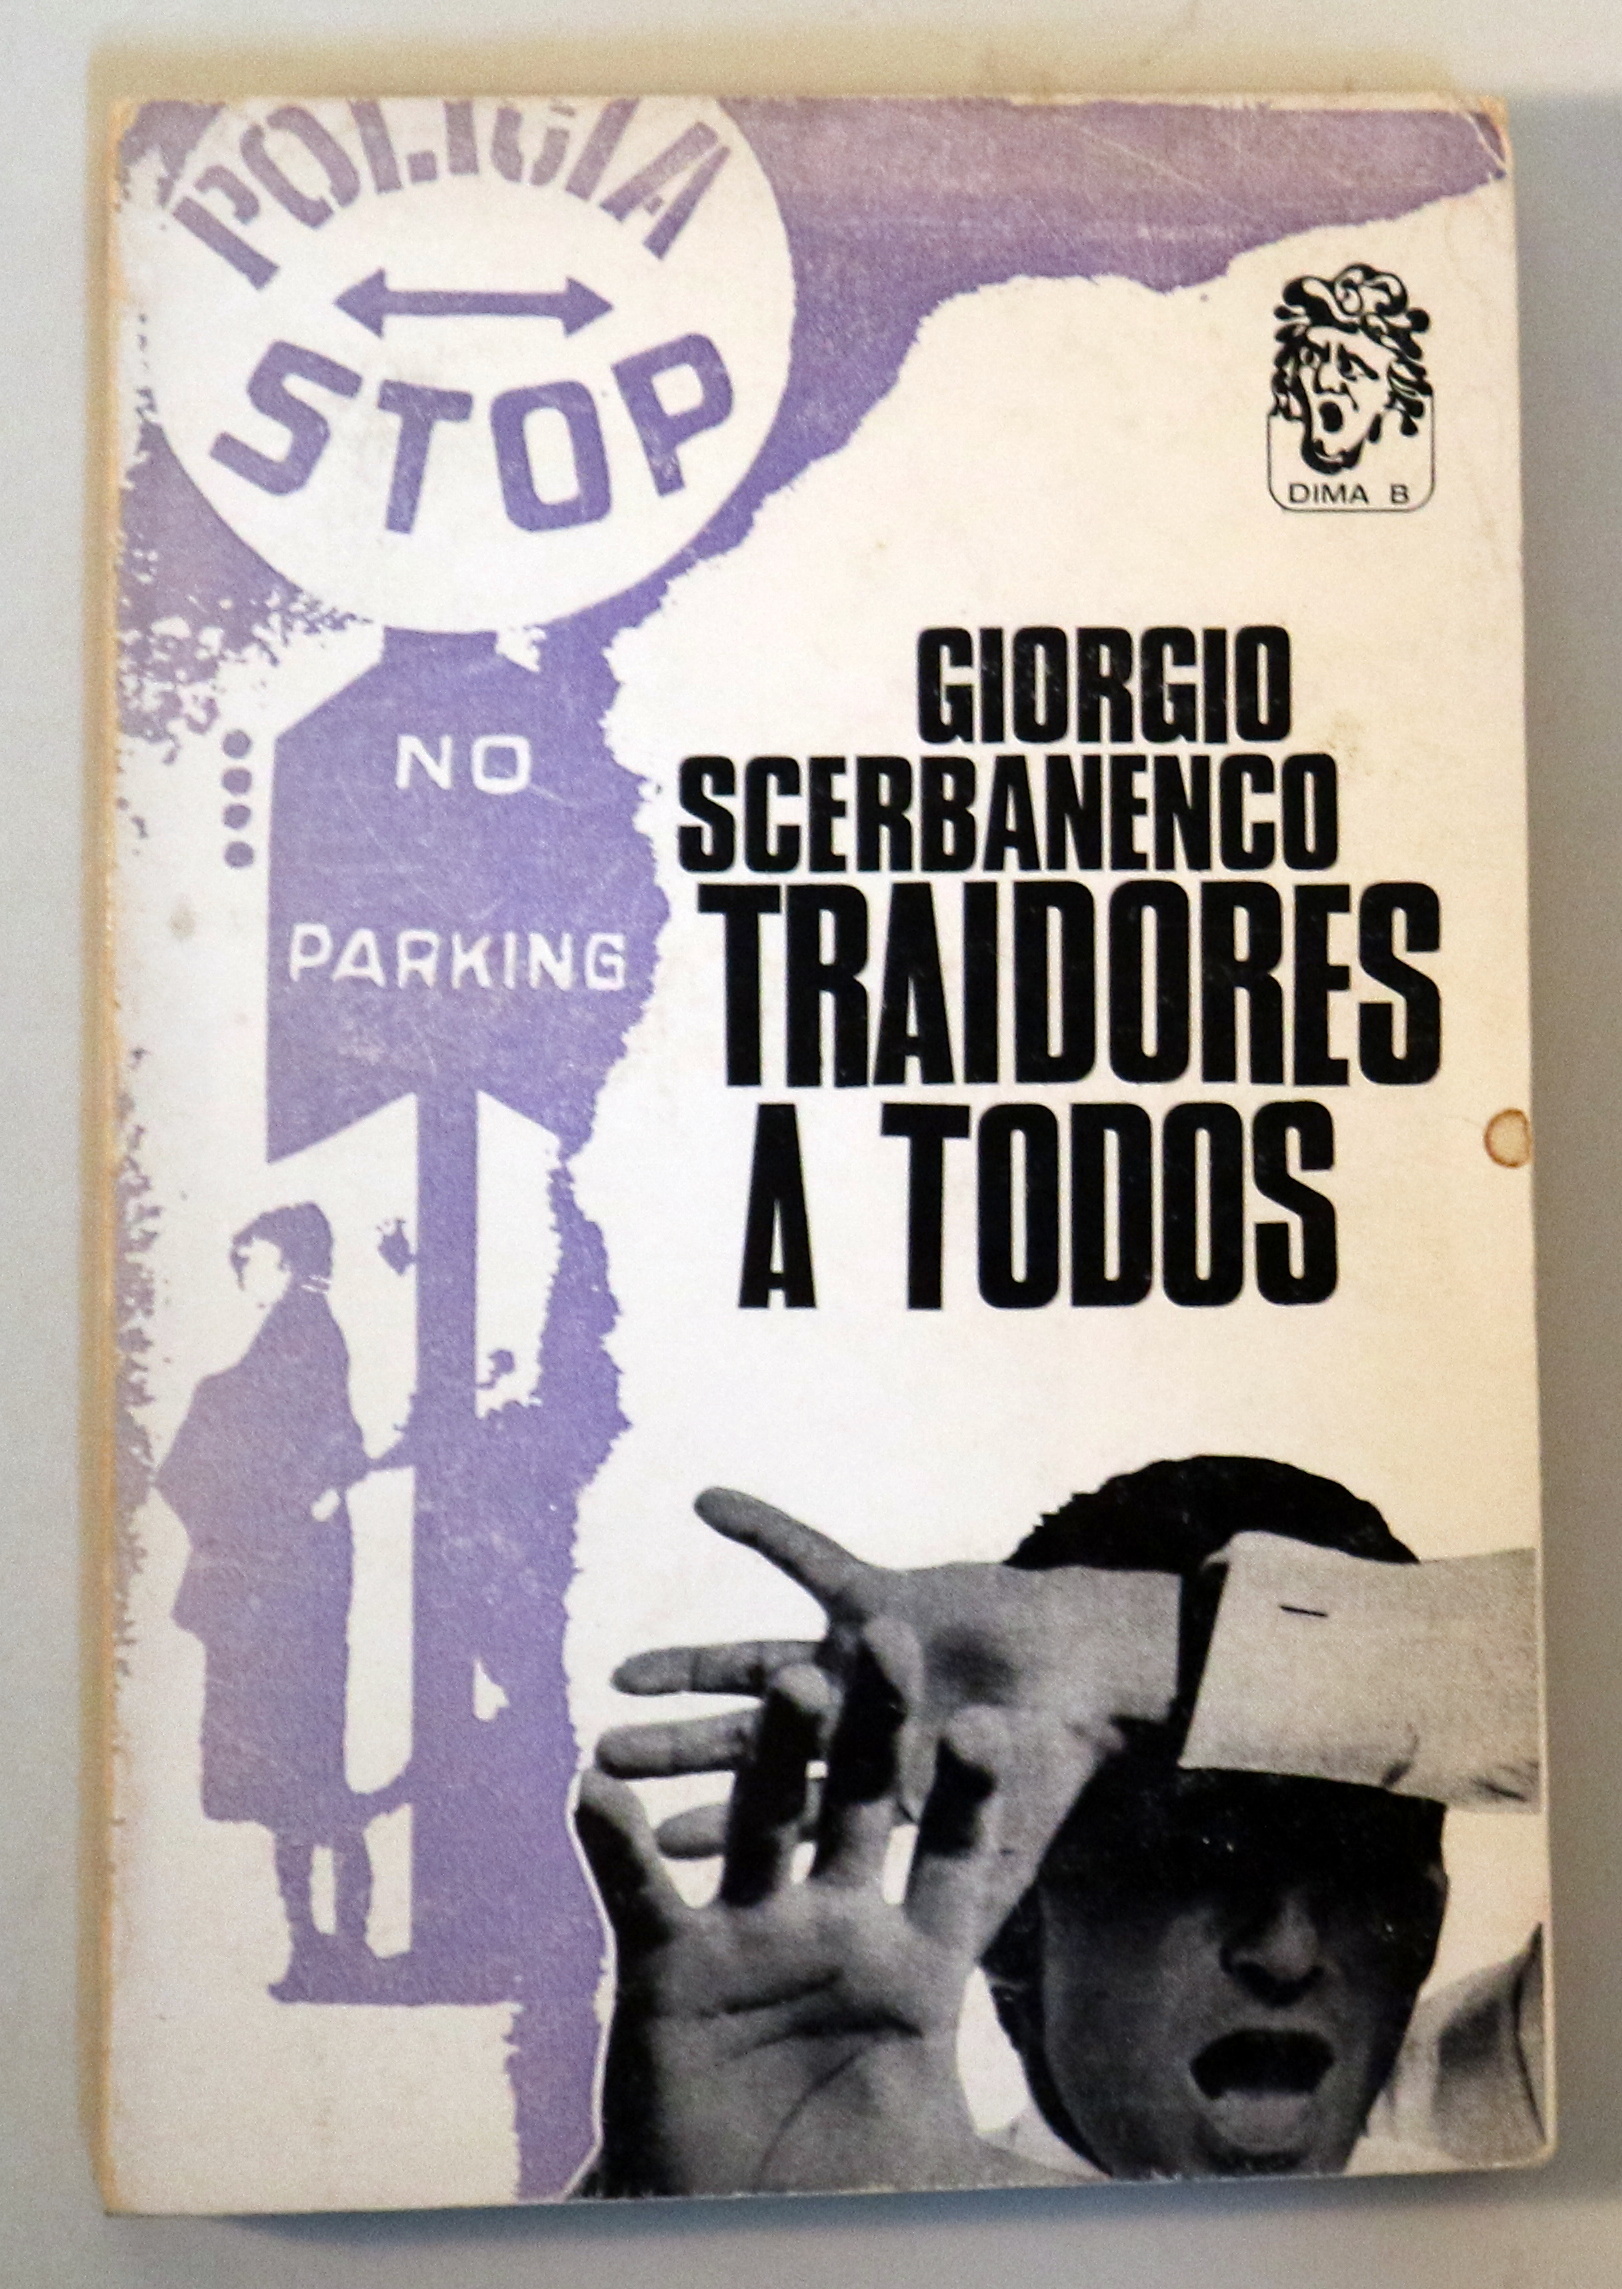 POLICIA
STOP
DIMA B
NO
PARKING
GIORGIO
SCERBANENCO
TRAIDORES
A TODOS